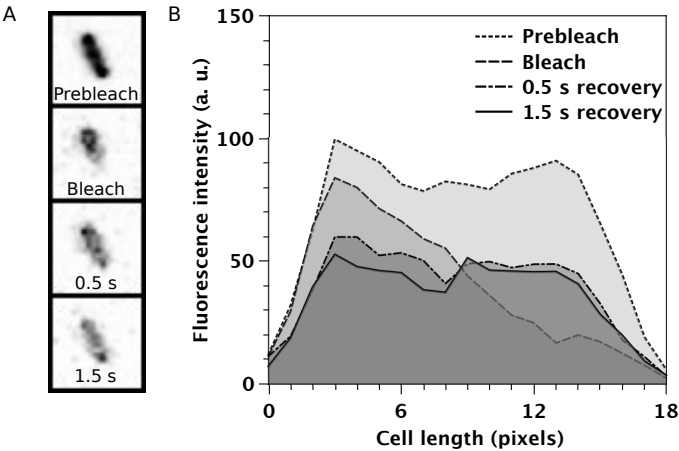 A
Prebleach
Bleach
0.5 s
1.5 s
B
Fluorescence intensity (a. u.)
150
100
50
0
Prebleach
Bleach
0.5 s recovery
1.5 s recovery
0 6 12 18
Cell length (pixels)